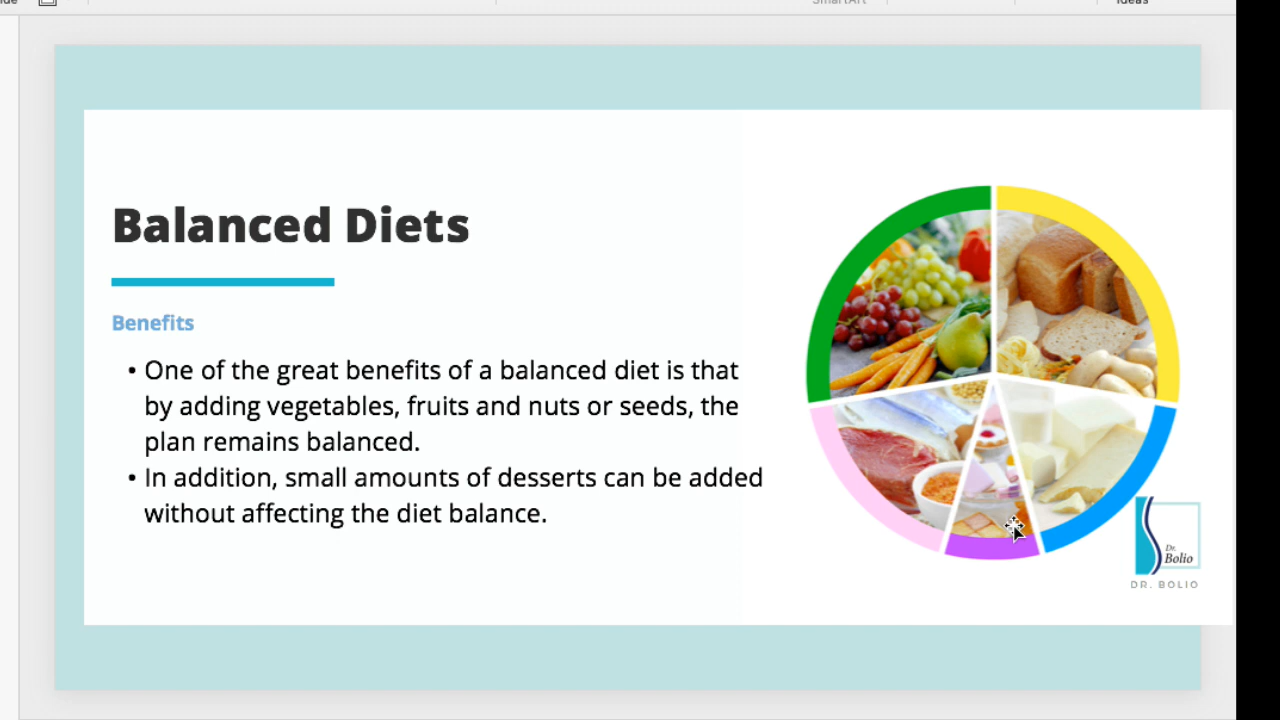 SmartArt
Ideas
Balanced Diets
Benefits
• One of the great benefits of a balanced diet is that
by adding vegetables, fruits and nuts or seeds, the
plan remains balanced.
• In addition, small amounts of desserts can be added
without affecting the diet balance.
Dr.
Bolio
DR. BOLIO